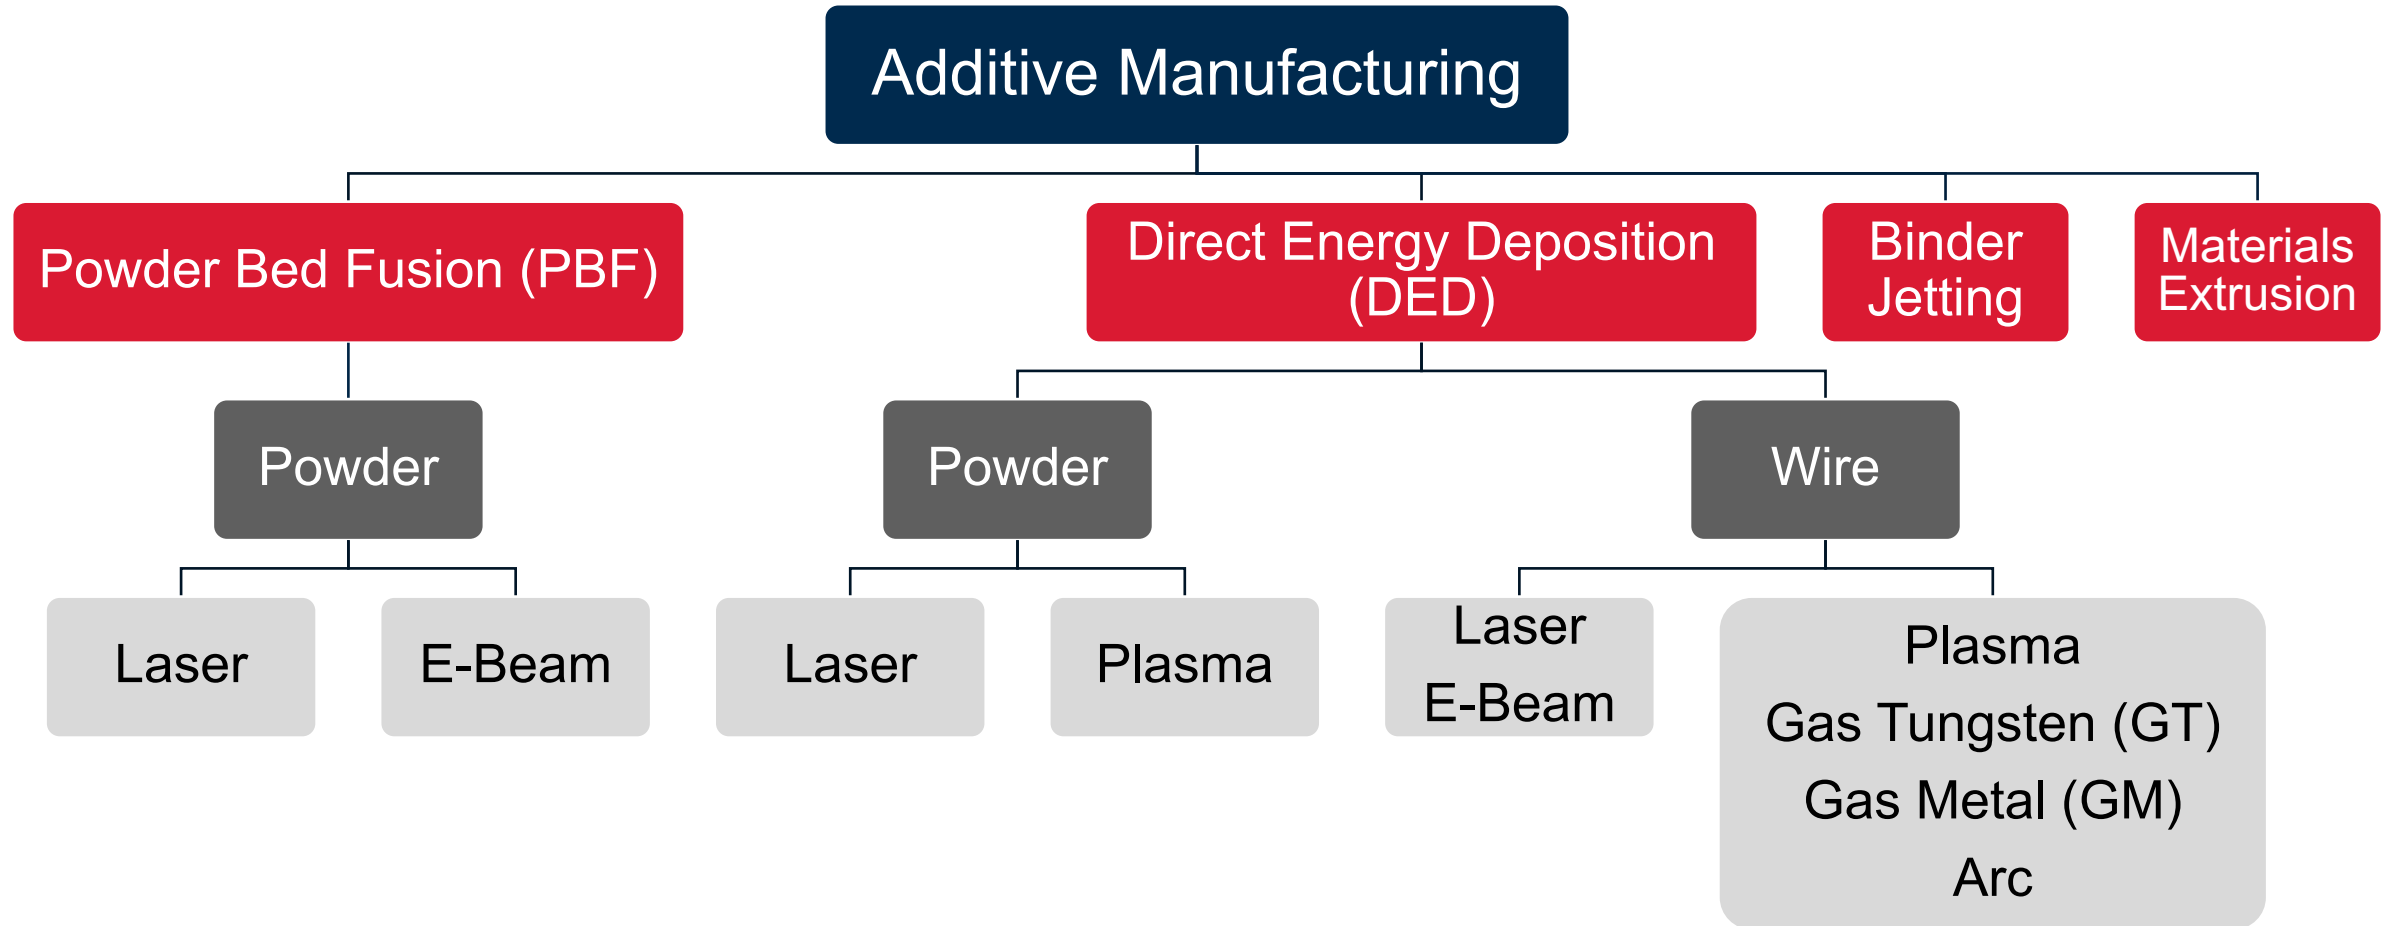 Additive Manufacturing
Powder Bed Fusion (PBF)
Direct Energy Deposition
(DED)
Binder
Jetting
Materials
Extrusion
Powder
Powder
Wire
Laser
E-Beam
Laser
Plasma
Laser
E-Beam
Plasma
Gas Tungsten (GT)
Gas Metal (GM)
Arc